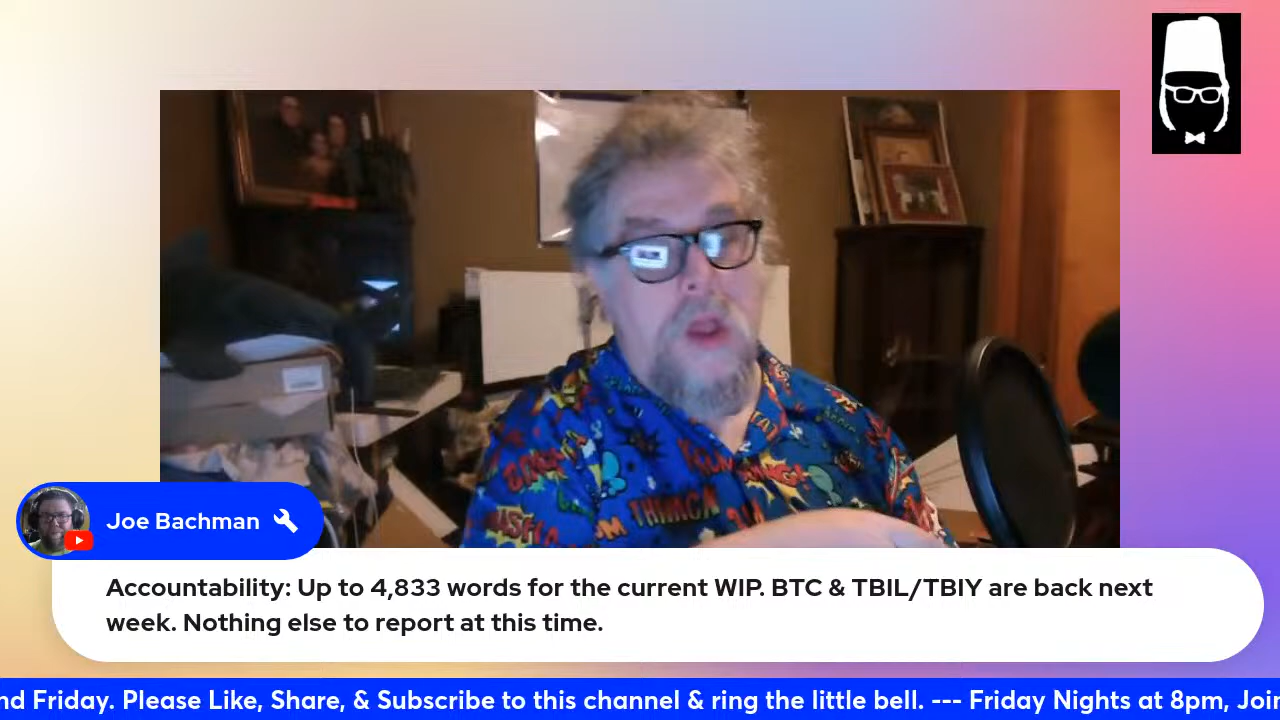 Joe Bachman
Accountability: Up to 4,833 words for the current WIP. BTC & TBIL/TBIY are back next
week. Nothing else to report at this time.
nd Friday. Please Like, Share, & Subscribe to this channel & ring the little bell. --- Friday Nights at 8pm, Join